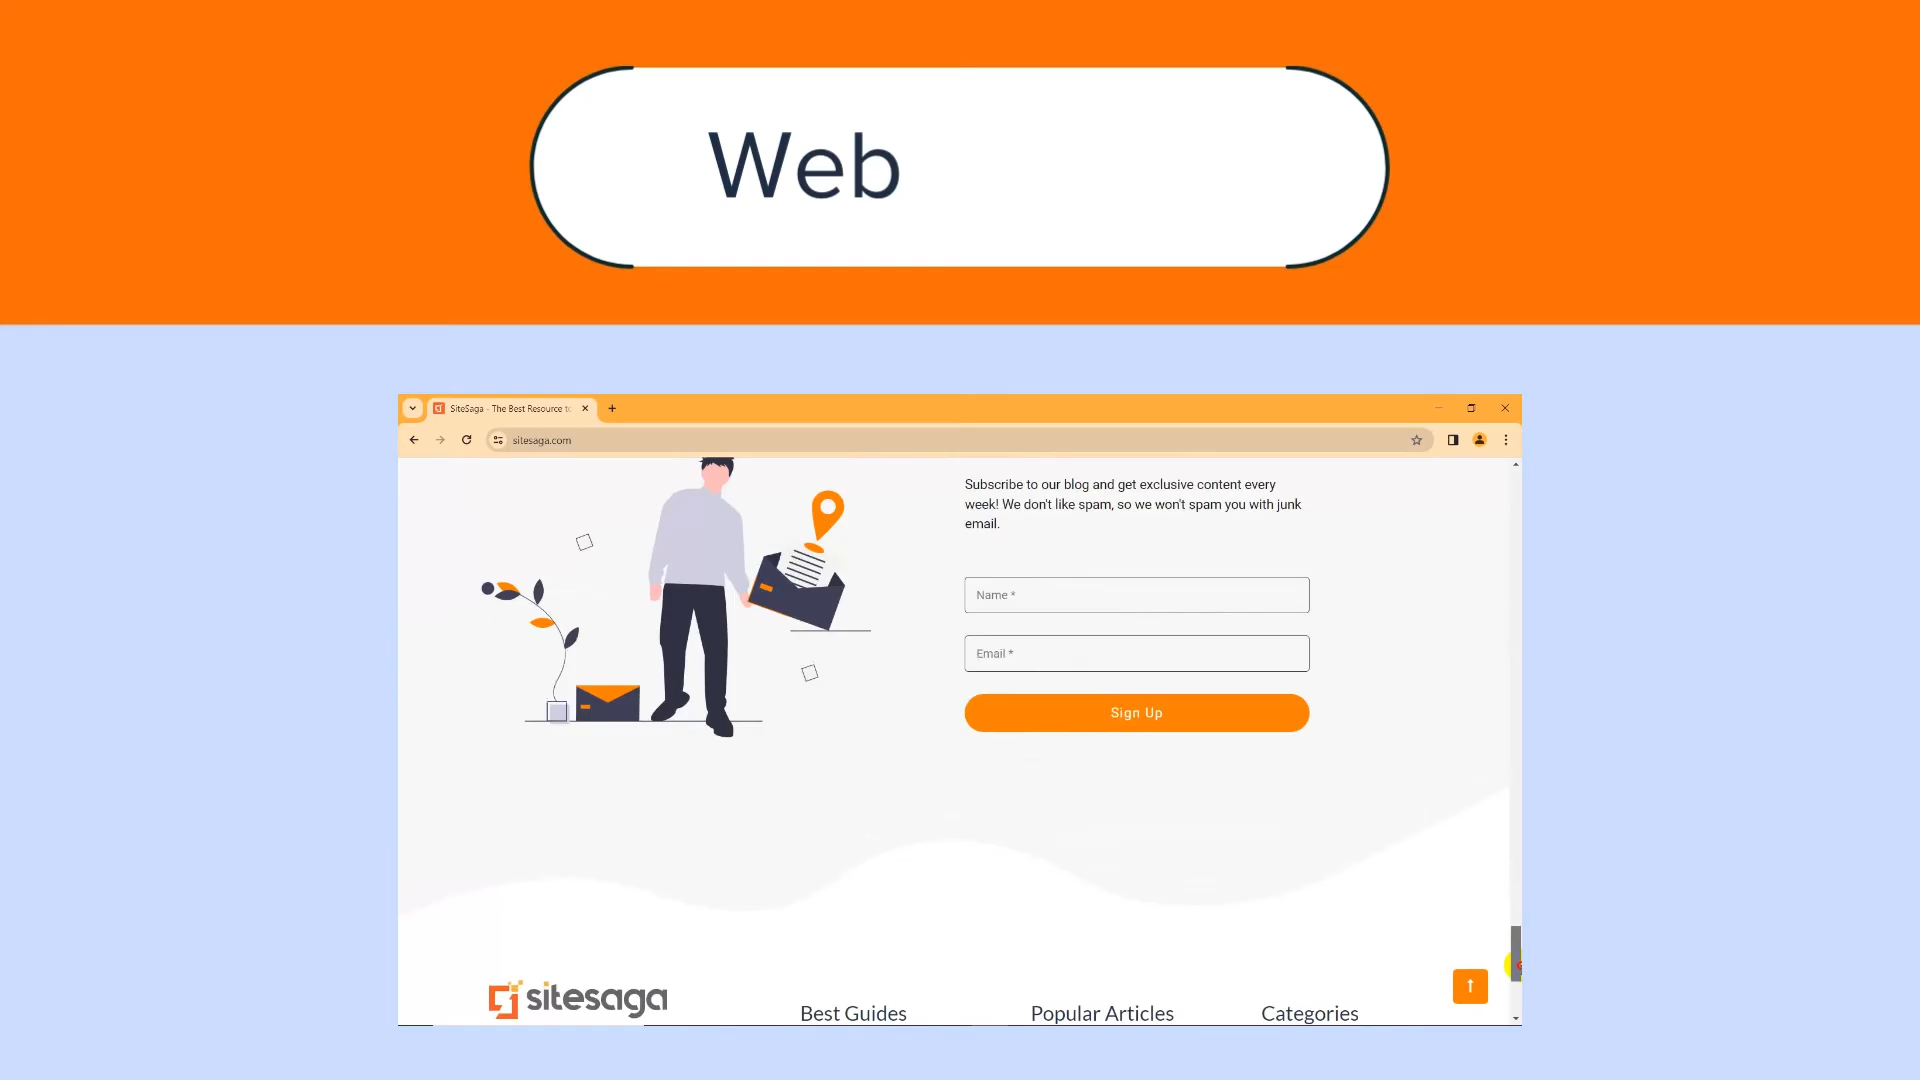 Web
SiteSaga - The Best Resource to
sitesaga.com
Subscribe to our blog and get exclusive content every
week! We don't like spam, so we won't spam you with junk
email.
Name *
Email *
Sign Up
sitesaga
Best Guides
Popular Articles
Categories